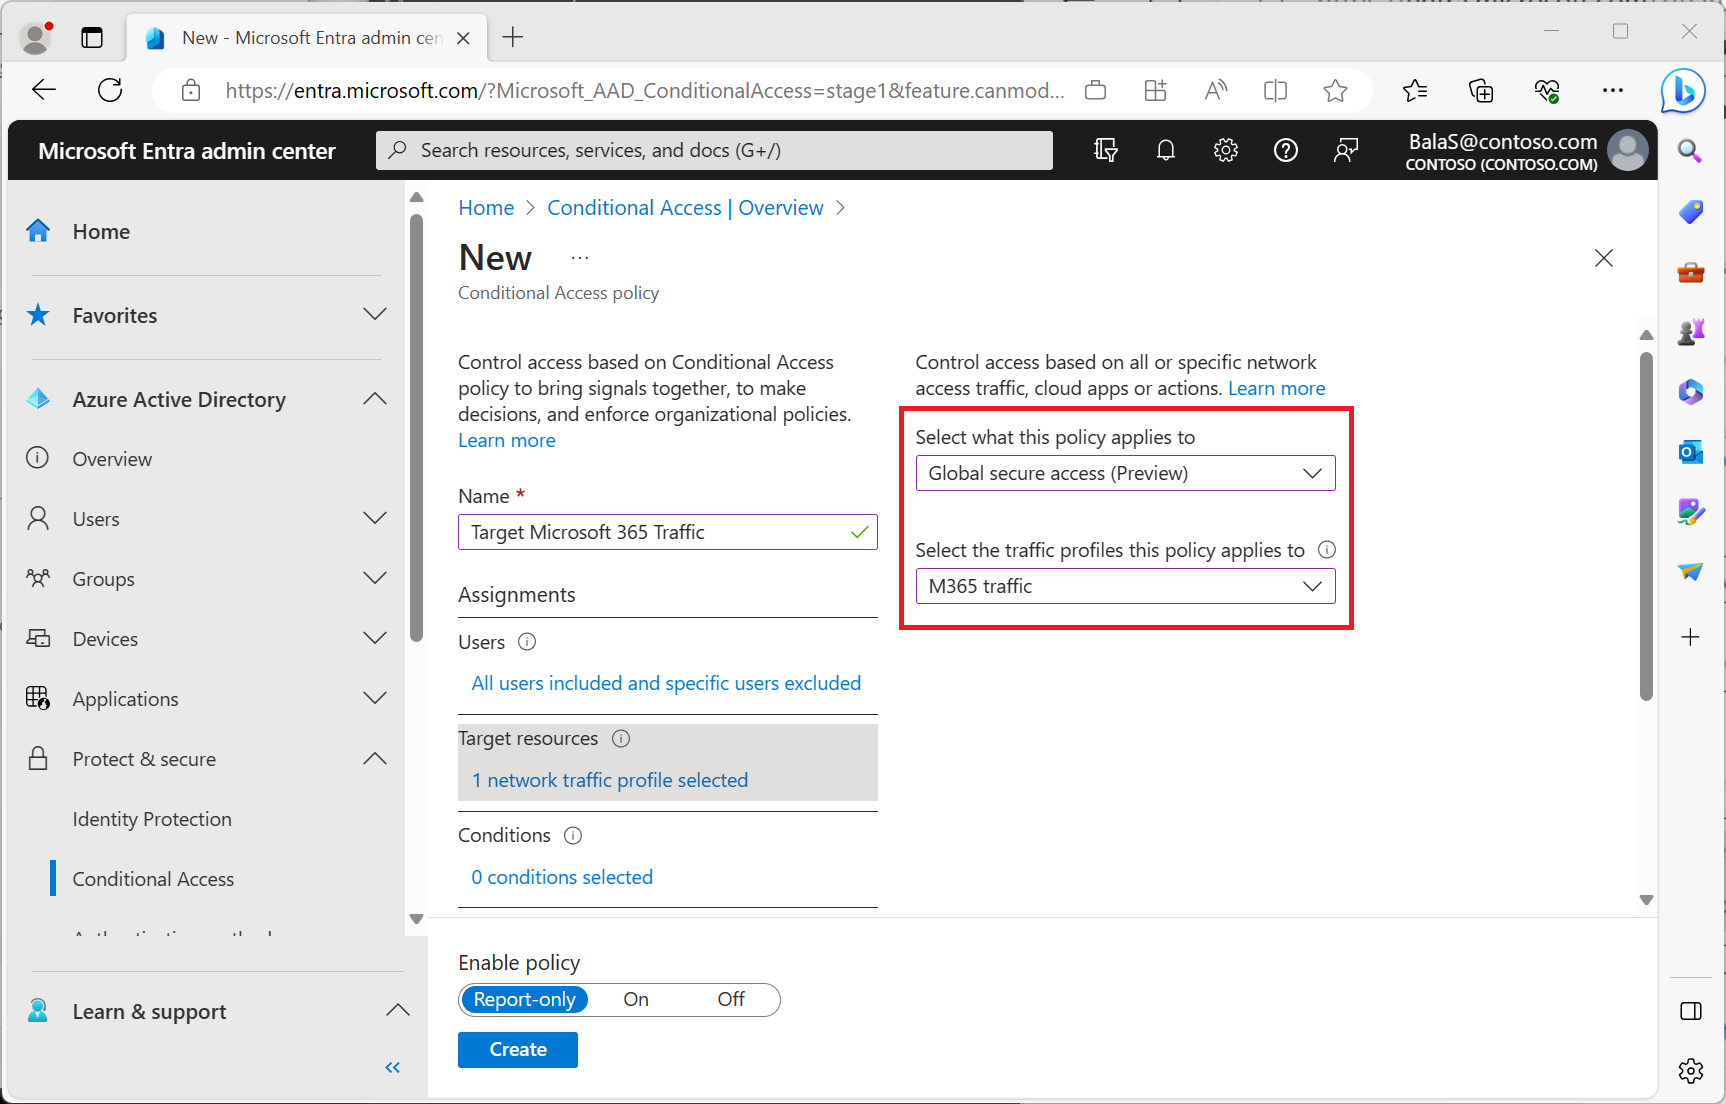 New - Microsoft Entra admin cen
https://entra.microsoft.com/?Microsoft_AAD_ConditionalAccess=stage1&feature.canmod...
Microsoft Entra admin center
Search resources, services, and docs (G+/)
BalaS@contoso.com
CONTOSO (CONTOSO.COM)
Home
Favorites
Azure Active Directory
Overview
Users
Groups
Devices
Applications
Protect & secure
Identity Protection
Conditional Access
Learn & support
Home > Conditional Access | Overview >
New ...
Conditional Access policy
Control access based on Conditional Access
policy to bring signals together, to make
decisions, and enforce organizational policies.
Learn more
Name *
Target Microsoft 365 Traffic
Assignments
Users
All users included and specific users excluded
Target resources
1 network traffic profile selected
Conditions
0 conditions selected
Control access based on all or specific network
access traffic, cloud apps or actions. Learn more
Select what this policy applies to
Global secure access (Preview)
Select the traffic profiles this policy applies to
M365 traffic
Enable policy
Report-only On Off
Create